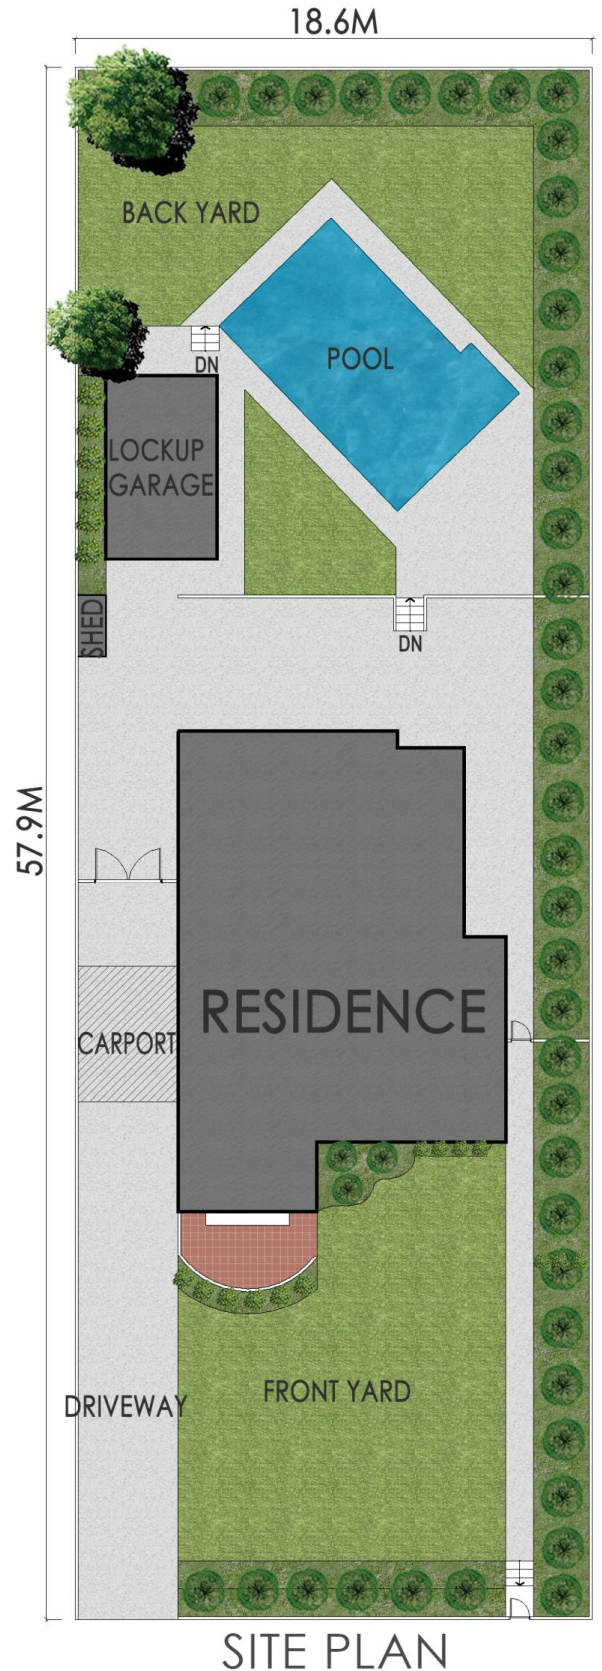 18.6M
BACK YARD
POOL
DN
LOCKUP
GARAGE
SHED
DN
57.9M
RESIDENCE
CARPORT
FRONT YARD
DRIVEWAY
SITE PLAN